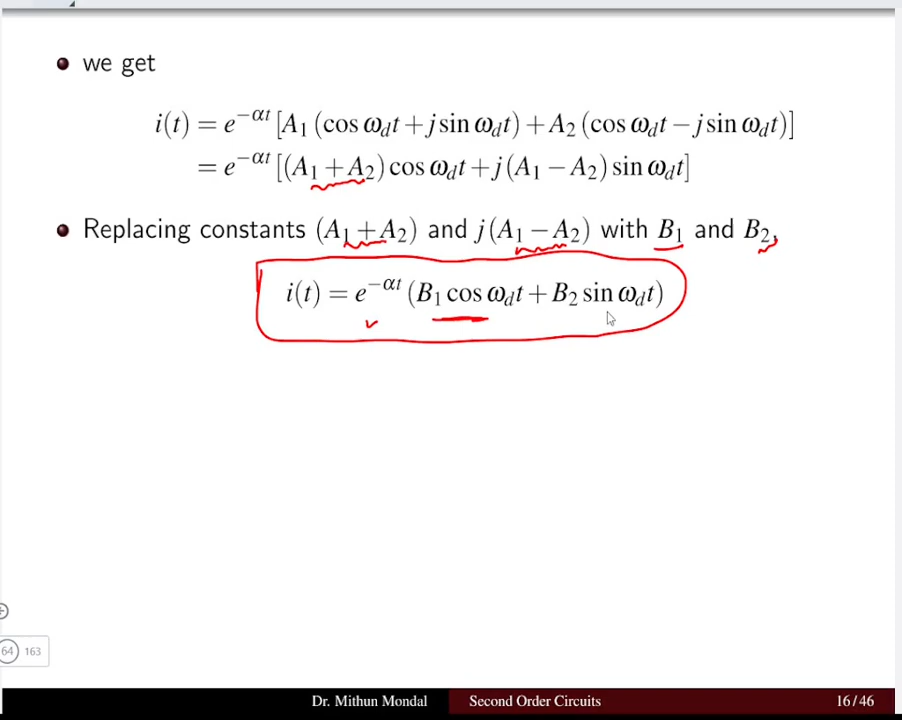 we get
i(t) = e^{−αt} [A₁ (cos ω_d t + j sin ω_d t) + A₂ (cos ω_d t − j sin ω_d t)]
= e^{−αt} [(A₁ + A₂) cos ω_d t + j(A₁ − A₂) sin ω_d t]
Replacing constants (A₁ + A₂) and j(A₁ − A₂) with B₁ and B₂,
i(t) = e^{−αt} (B₁ cos ω_d t + B₂ sin ω_d t)
64 163
Dr. Mithun Mondal Second Order Circuits 16 / 46